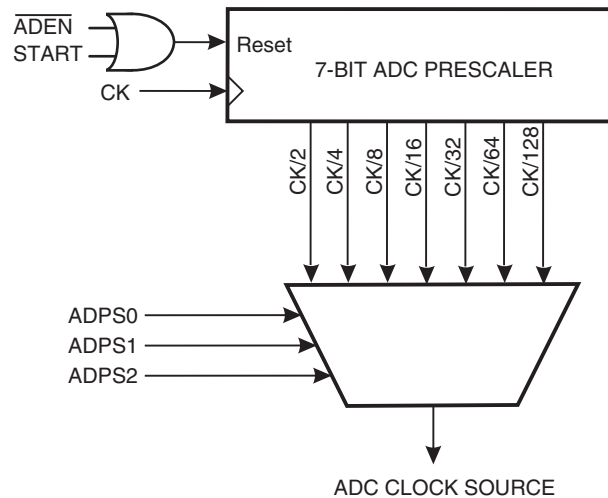 ADEN
START
Reset
7-BIT ADC PRESCALER
CK
CK/2
CK/4
CK/8
CK/16
CK/32
CK/64
CK/128
ADPS0
ADPS1
ADPS2
ADC CLOCK SOURCE